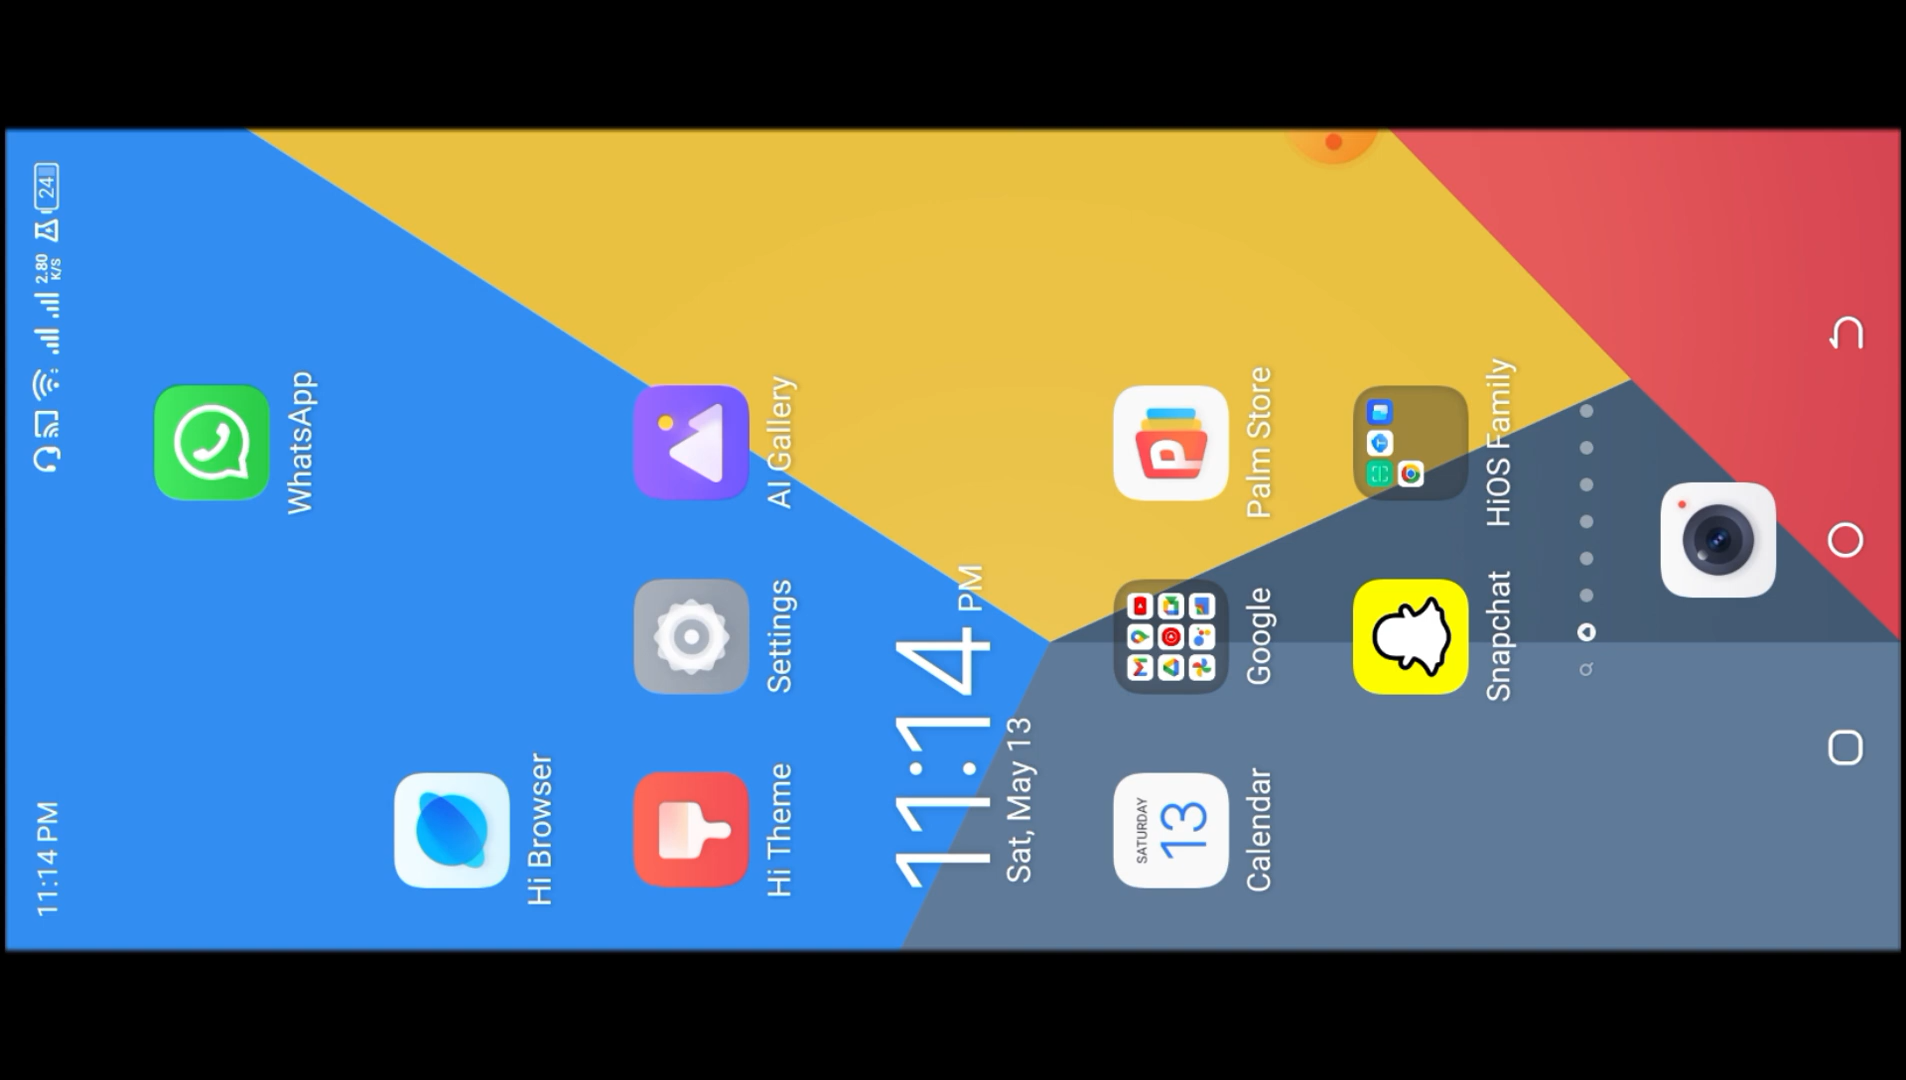 11:14 PM
2.80
K/S
24
WhatsApp
Hi Browser
Hi Theme
Settings
AI Gallery
11:14 PM
Sat, May 13
SATURDAY
13
Calendar
Google
P
Palm Store
Snapchat
HiOS Family